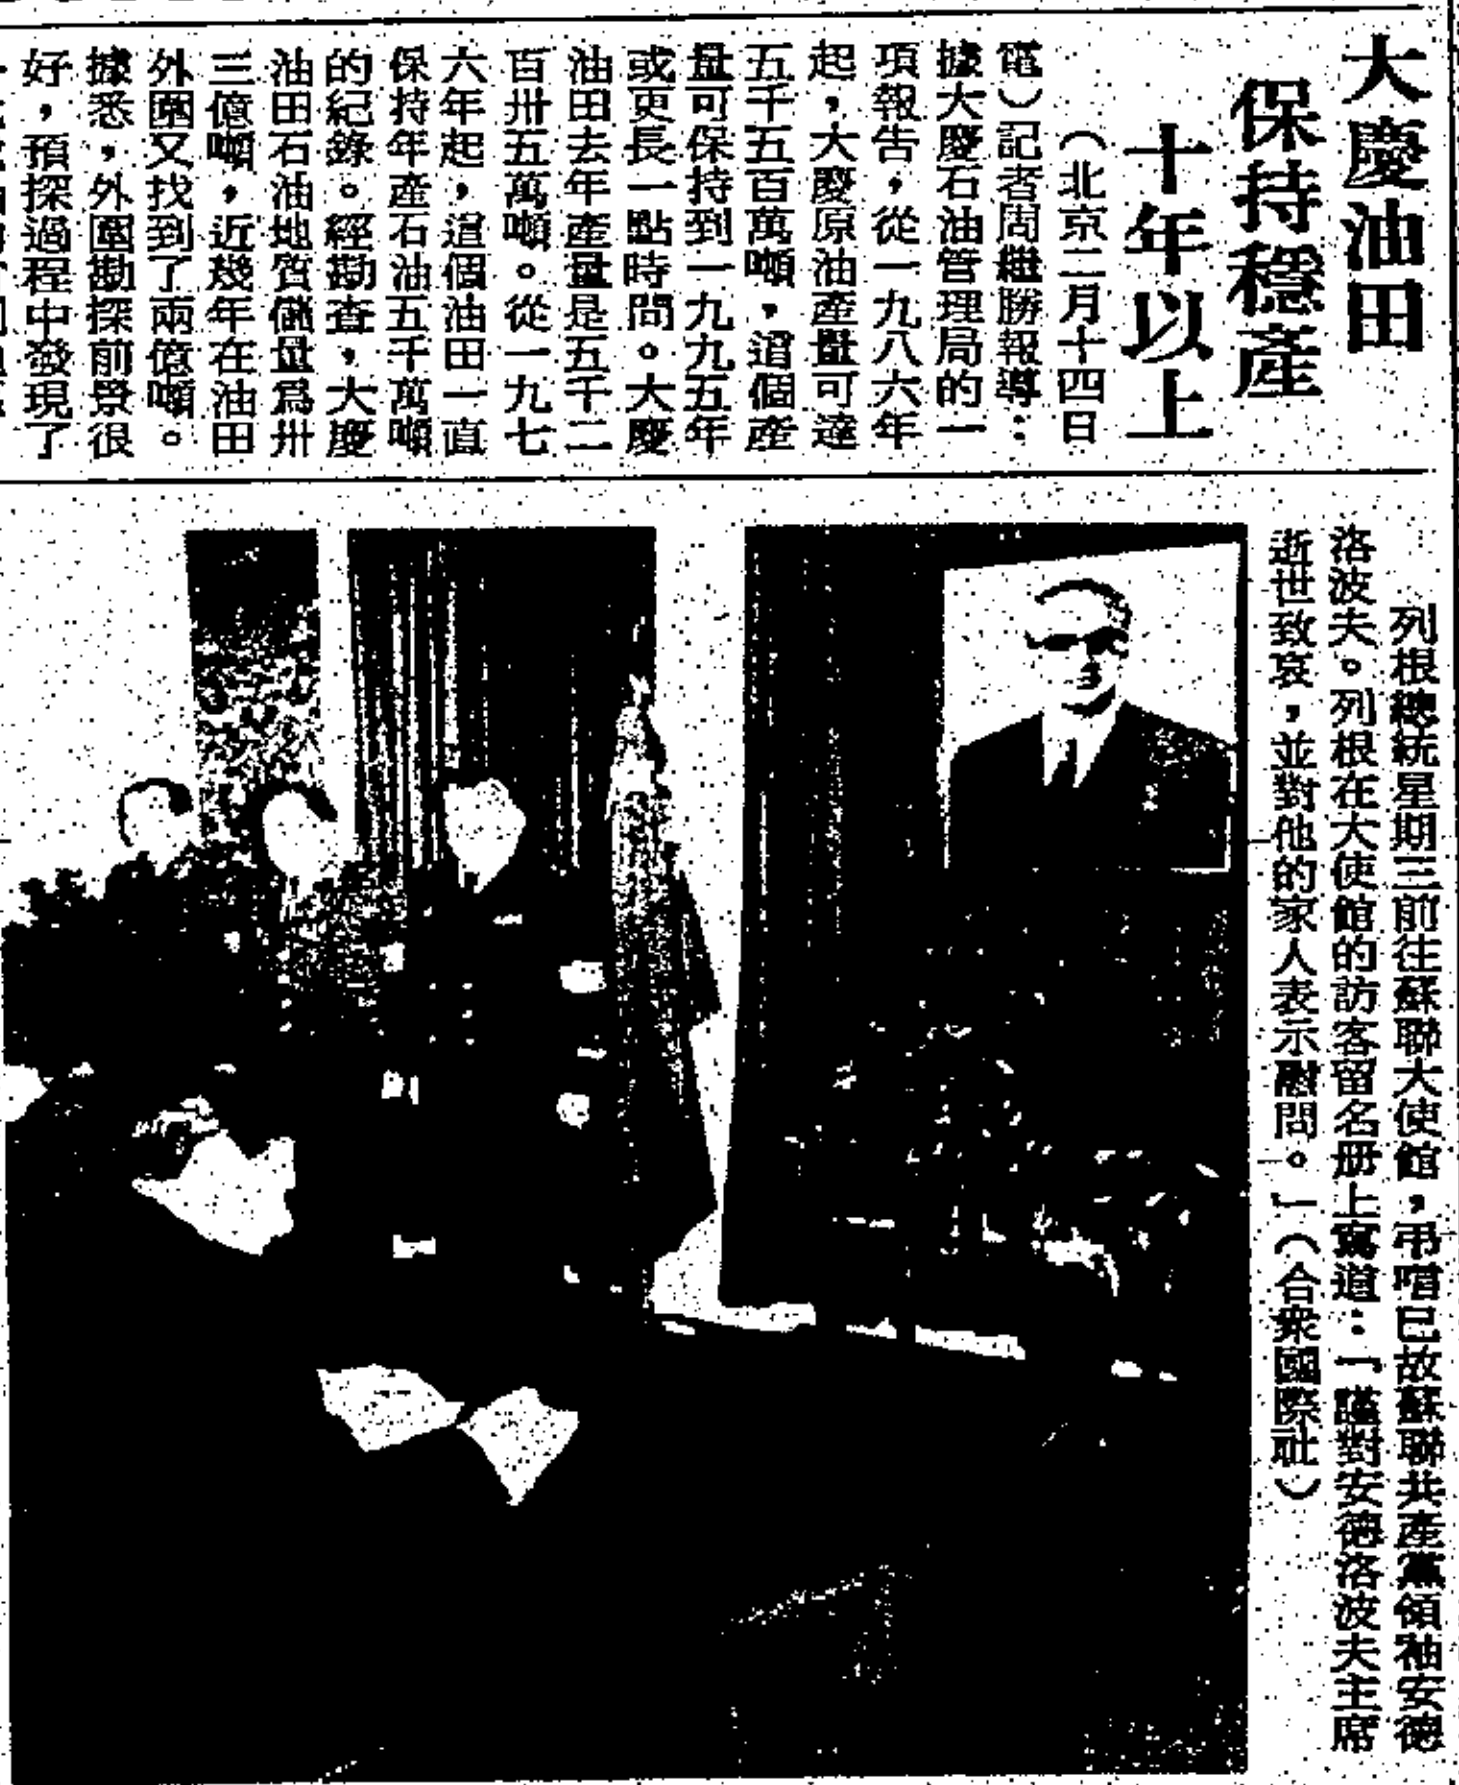 大慶油田
保持穩產
十年以上
（北京二月十四日
電）記者周繼勝報導：
據大慶石油管理局的一
項報告，從一九八六年
起，大慶原油產量可達
五千五百萬噸，這個產
量可保持到一九九五年
或更長一點時間。大慶
油田去年產量是五千二
百卅五萬噸。從一九七
六年起，這個油田一直
保持年產石油五千萬噸
的紀錄。經勘查，大慶
油田石油地質儲量爲卅
三億噸，近幾年在油田
外圍又找到了兩億噸。
據悉，外圍勘探前景很
好，預探過程中發現了
列根總統星期三前往蘇聯大使館，弔唁已故蘇聯共產黨領袖安德
洛波夫。列根在大使館的訪客留名册上寫道：「謹對安德洛波夫主席
逝世致哀，並對他的家人表示慰問。」（合衆國際社）